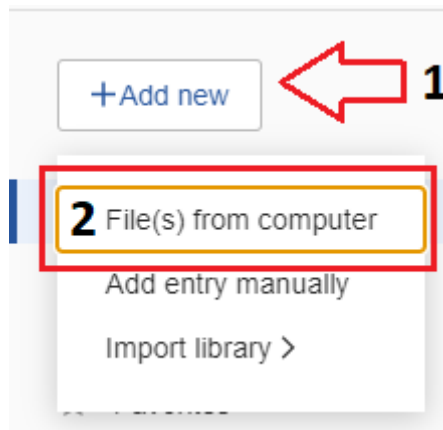 +Add new
1
2 File(s) from computer
Add entry manually
Import library >